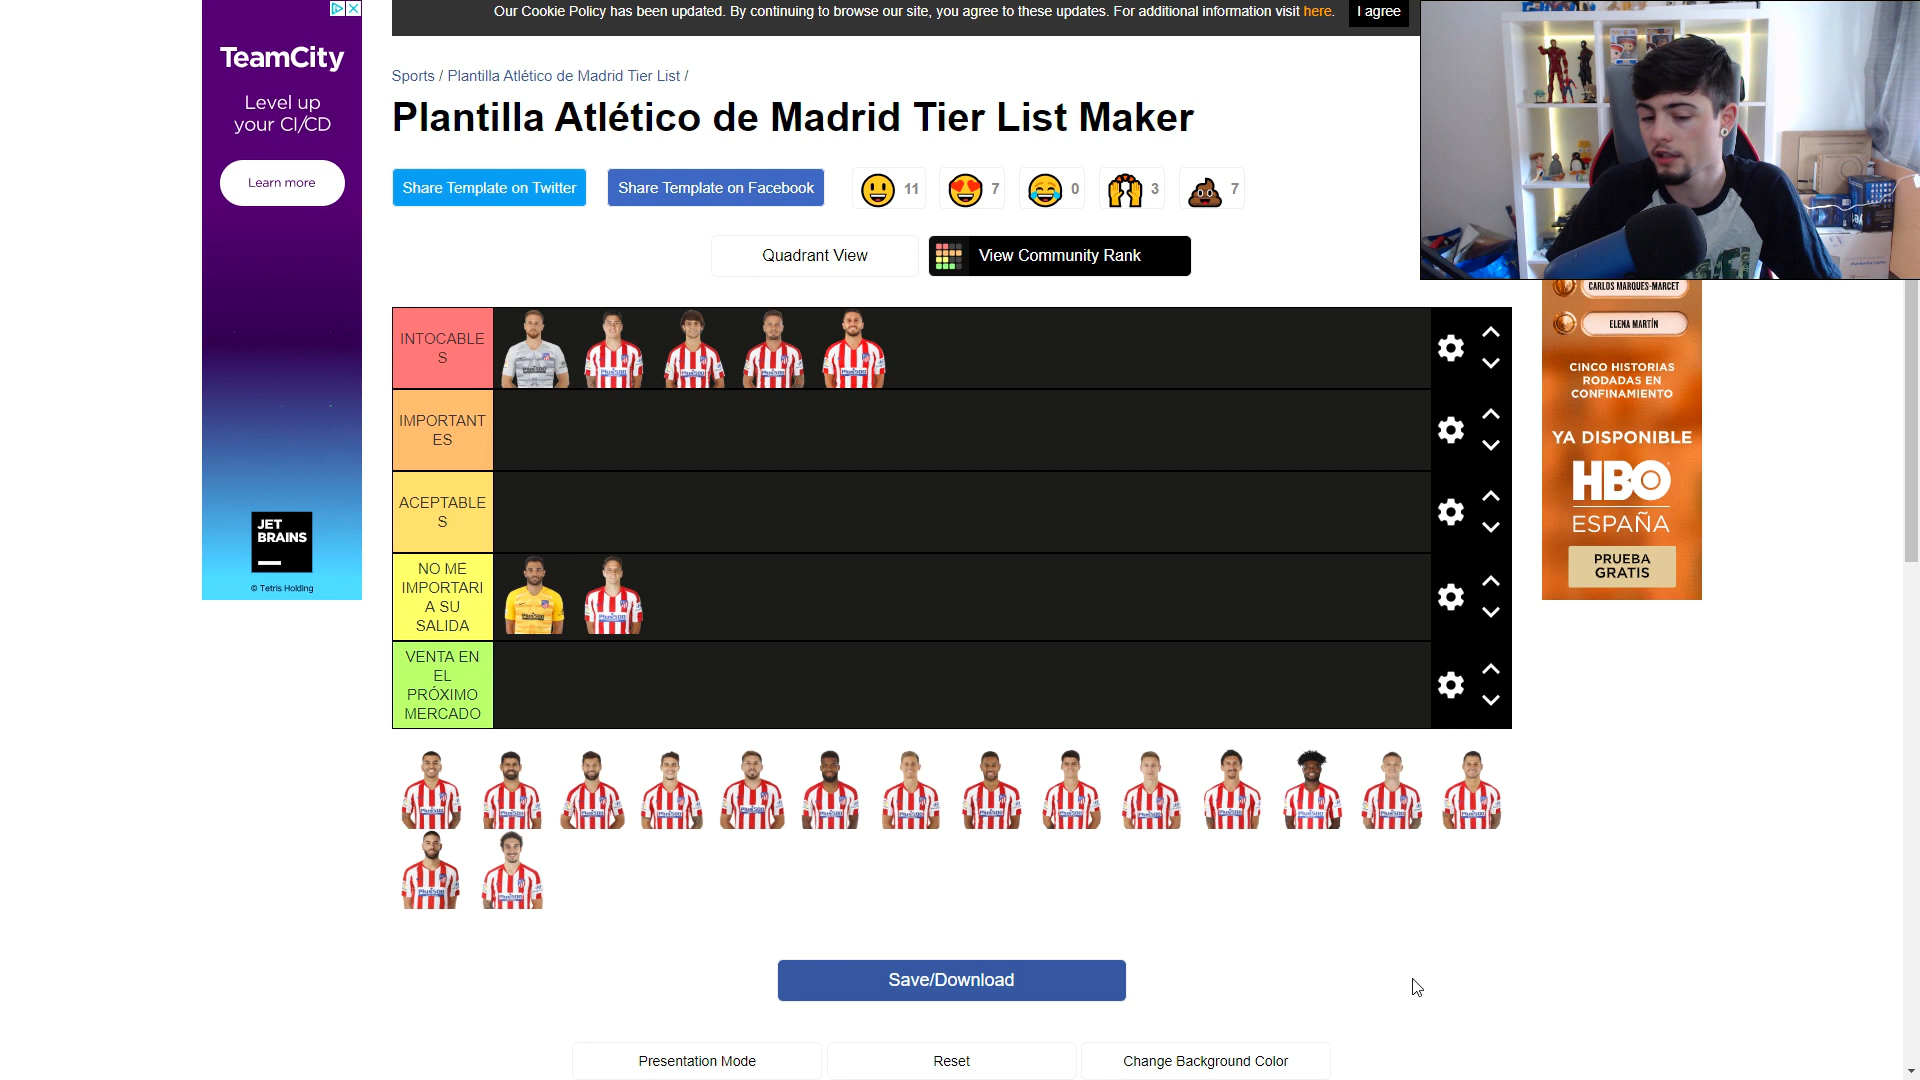 Our Cookie Policy has been updated. By continuing to browse our site, you agree to these updates. For additional information visit here.
I agree
TeamCity
Level up
your CI/CD
Learn more
JET
BRAINS
© Tetris Holding
Sports / Plantilla Atlético de Madrid Tier List /
Plantilla Atlético de Madrid Tier List Maker
Share Template on Twitter
Share Template on Facebook
11
7
0
3
7
Quadrant View
View Community Rank
INTOCABLE
S
IMPORTANT
ES
ACEPTABLE
S
NO ME
IMPORTARI
A SU
SALIDA
VENTA EN
EL
PRÓXIMO
MERCADO
CARLOS MARQUES-MARCET
ELENA MARTÍN
CINCO HISTORIAS
RODADAS EN
CONFINAMIENTO
YA DISPONIBLE
HBO
ESPAÑA
PRUEBA
GRATIS
Save/Download
Presentation Mode
Reset
Change Background Color